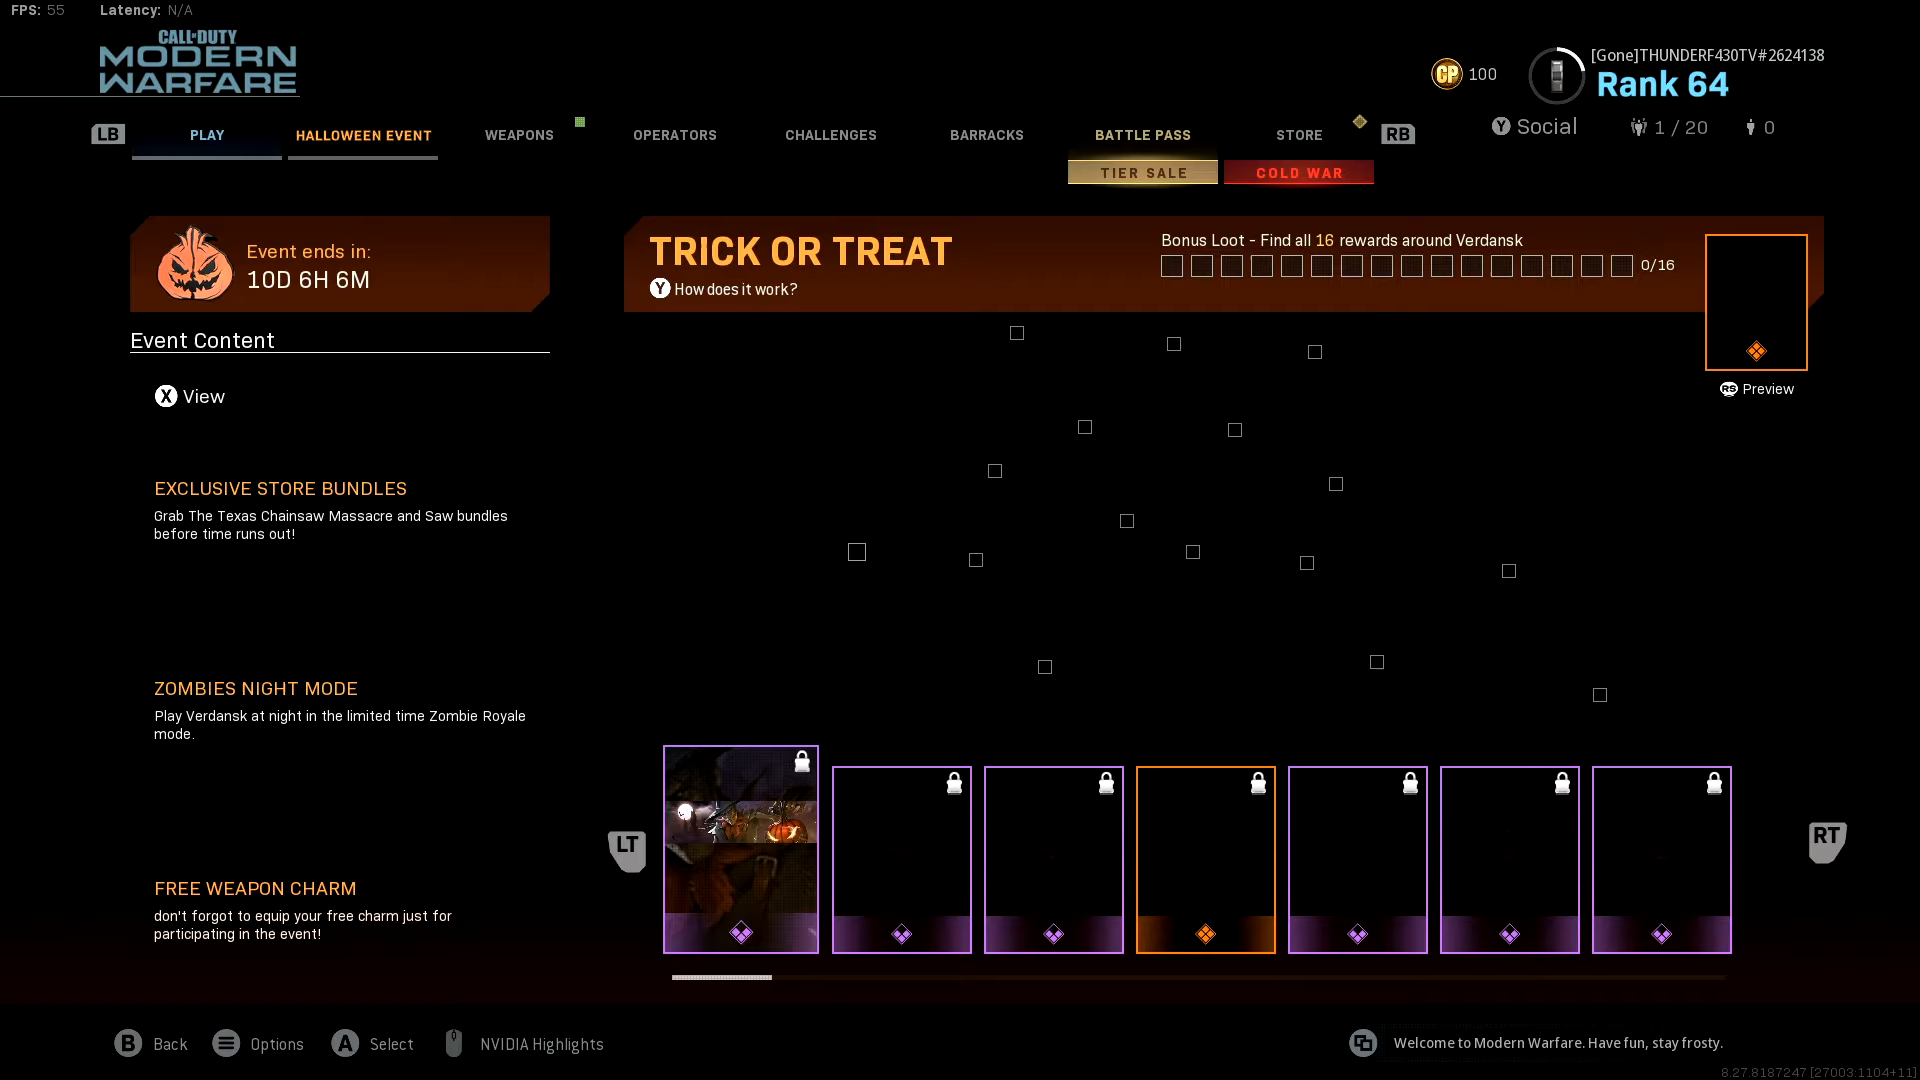 FPS: 55 Latency: N/A
CALL OF DUTY
MODERN
WARFARE
CP 100
[Gone]THUNDERF430TV#2624138
Rank 64
LB PLAY HALLOWEEN EVENT WEAPONS OPERATORS CHALLENGES BARRACKS BATTLE PASS STORE RB
Y Social 1 / 20 0
TIER SALE COLD WAR
Event ends in:
10D 6H 6M
TRICK OR TREAT
Y How does it work?
Bonus Loot - Find all 16 rewards around Verdansk
0/16
RS Preview
Event Content
X View
EXCLUSIVE STORE BUNDLES
Grab The Texas Chainsaw Massacre and Saw bundles
before time runs out!
ZOMBIES NIGHT MODE
Play Verdansk at night in the limited time Zombie Royale
mode.
FREE WEAPON CHARM
don't forgot to equip your free charm just for
participating in the event!
LT RT
B Back Options A Select NVIDIA Highlights
Welcome to Modern Warfare. Have fun, stay frosty.
8.27.8187247 [27003:1104+11]